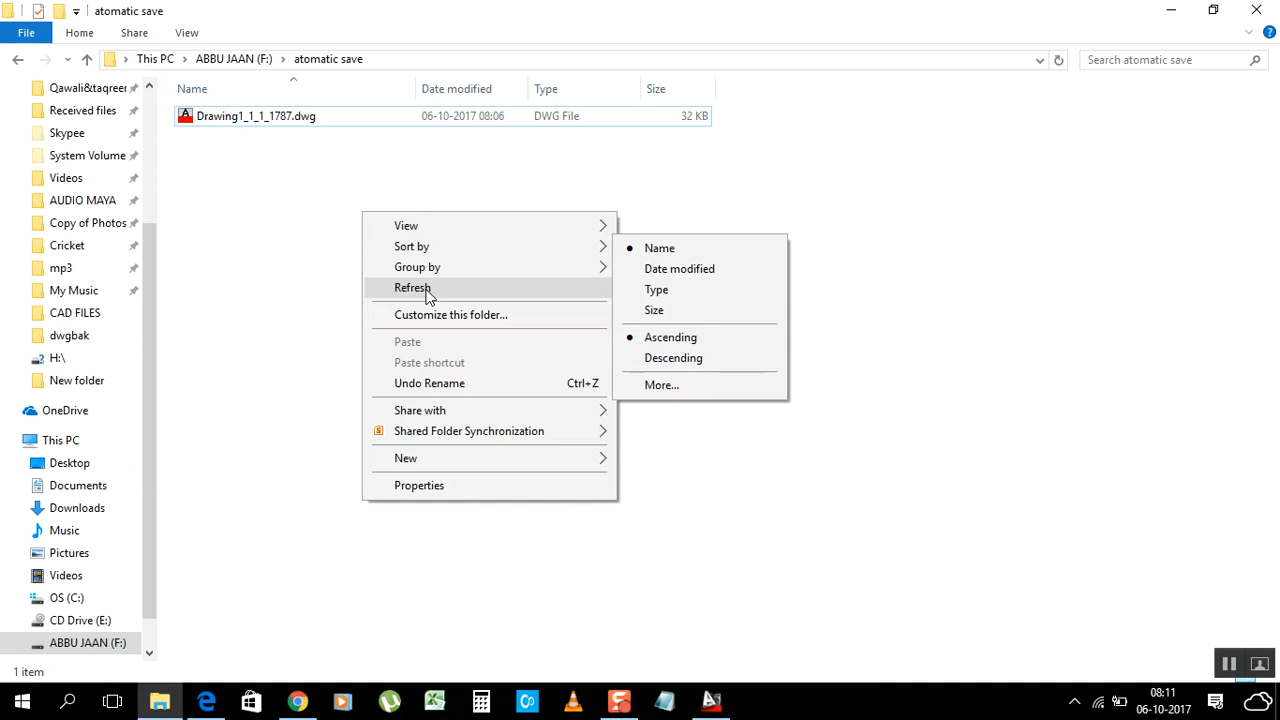 atomatic save
File Home Share View
This PC ABBU JAAN (F:) atomatic save
Search atomatic save
Name Date modified Type Size
Drawing1_1_1_1787.dwg 06-10-2017 08:06 DWG File 32 KB
Qawali&taqreer
Received files
Skypee
System Volume
Videos
AUDIO MAYA
Copy of Photos
Cricket
mp3
My Music
CAD FILES
dwgbak
H:\
New folder
OneDrive
This PC
Desktop
Documents
Downloads
Music
Pictures
Videos
OS (C:)
CD Drive (E:)
ABBU JAAN (F:)
View
Sort by
Group by
Refresh
Customize this folder...
Paste
Paste shortcut
Undo Rename Ctrl+Z
Share with
Shared Folder Synchronization
New
Properties
Name
Date modified
Type
Size
Ascending
Descending
More...
1 item
08:11
06-10-2017